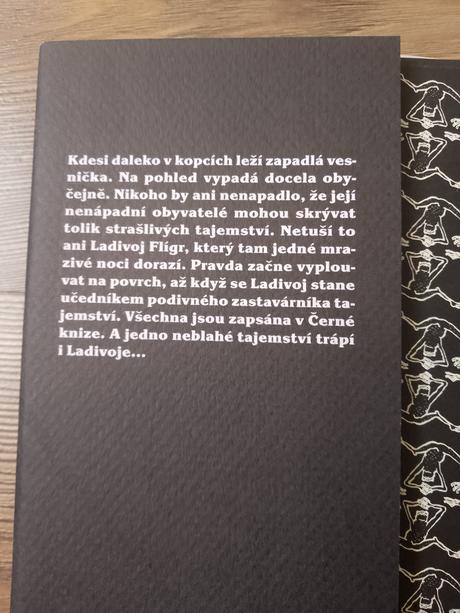 Kdesi daleko v kopcích leží zapadlá ves-
nička. Na pohled vypadá docela oby-
čejně. Nikoho by ani nenapadlo, že její
nenápadní obyvatelé mohou skrývat
tolik strašlivých tajemství. Netuší to
ani Ladivoj Flígr, který tam jedné mra-
zivé noci dorazí. Pravda začne vyplou-
vat na povrch, až když se Ladivoj stane
učedníkem podivného zastavárníka ta-
jemství. Všechna jsou zapsána v Černé
knize. A jedno neblahé tajemství trápí
i Ladivoje...